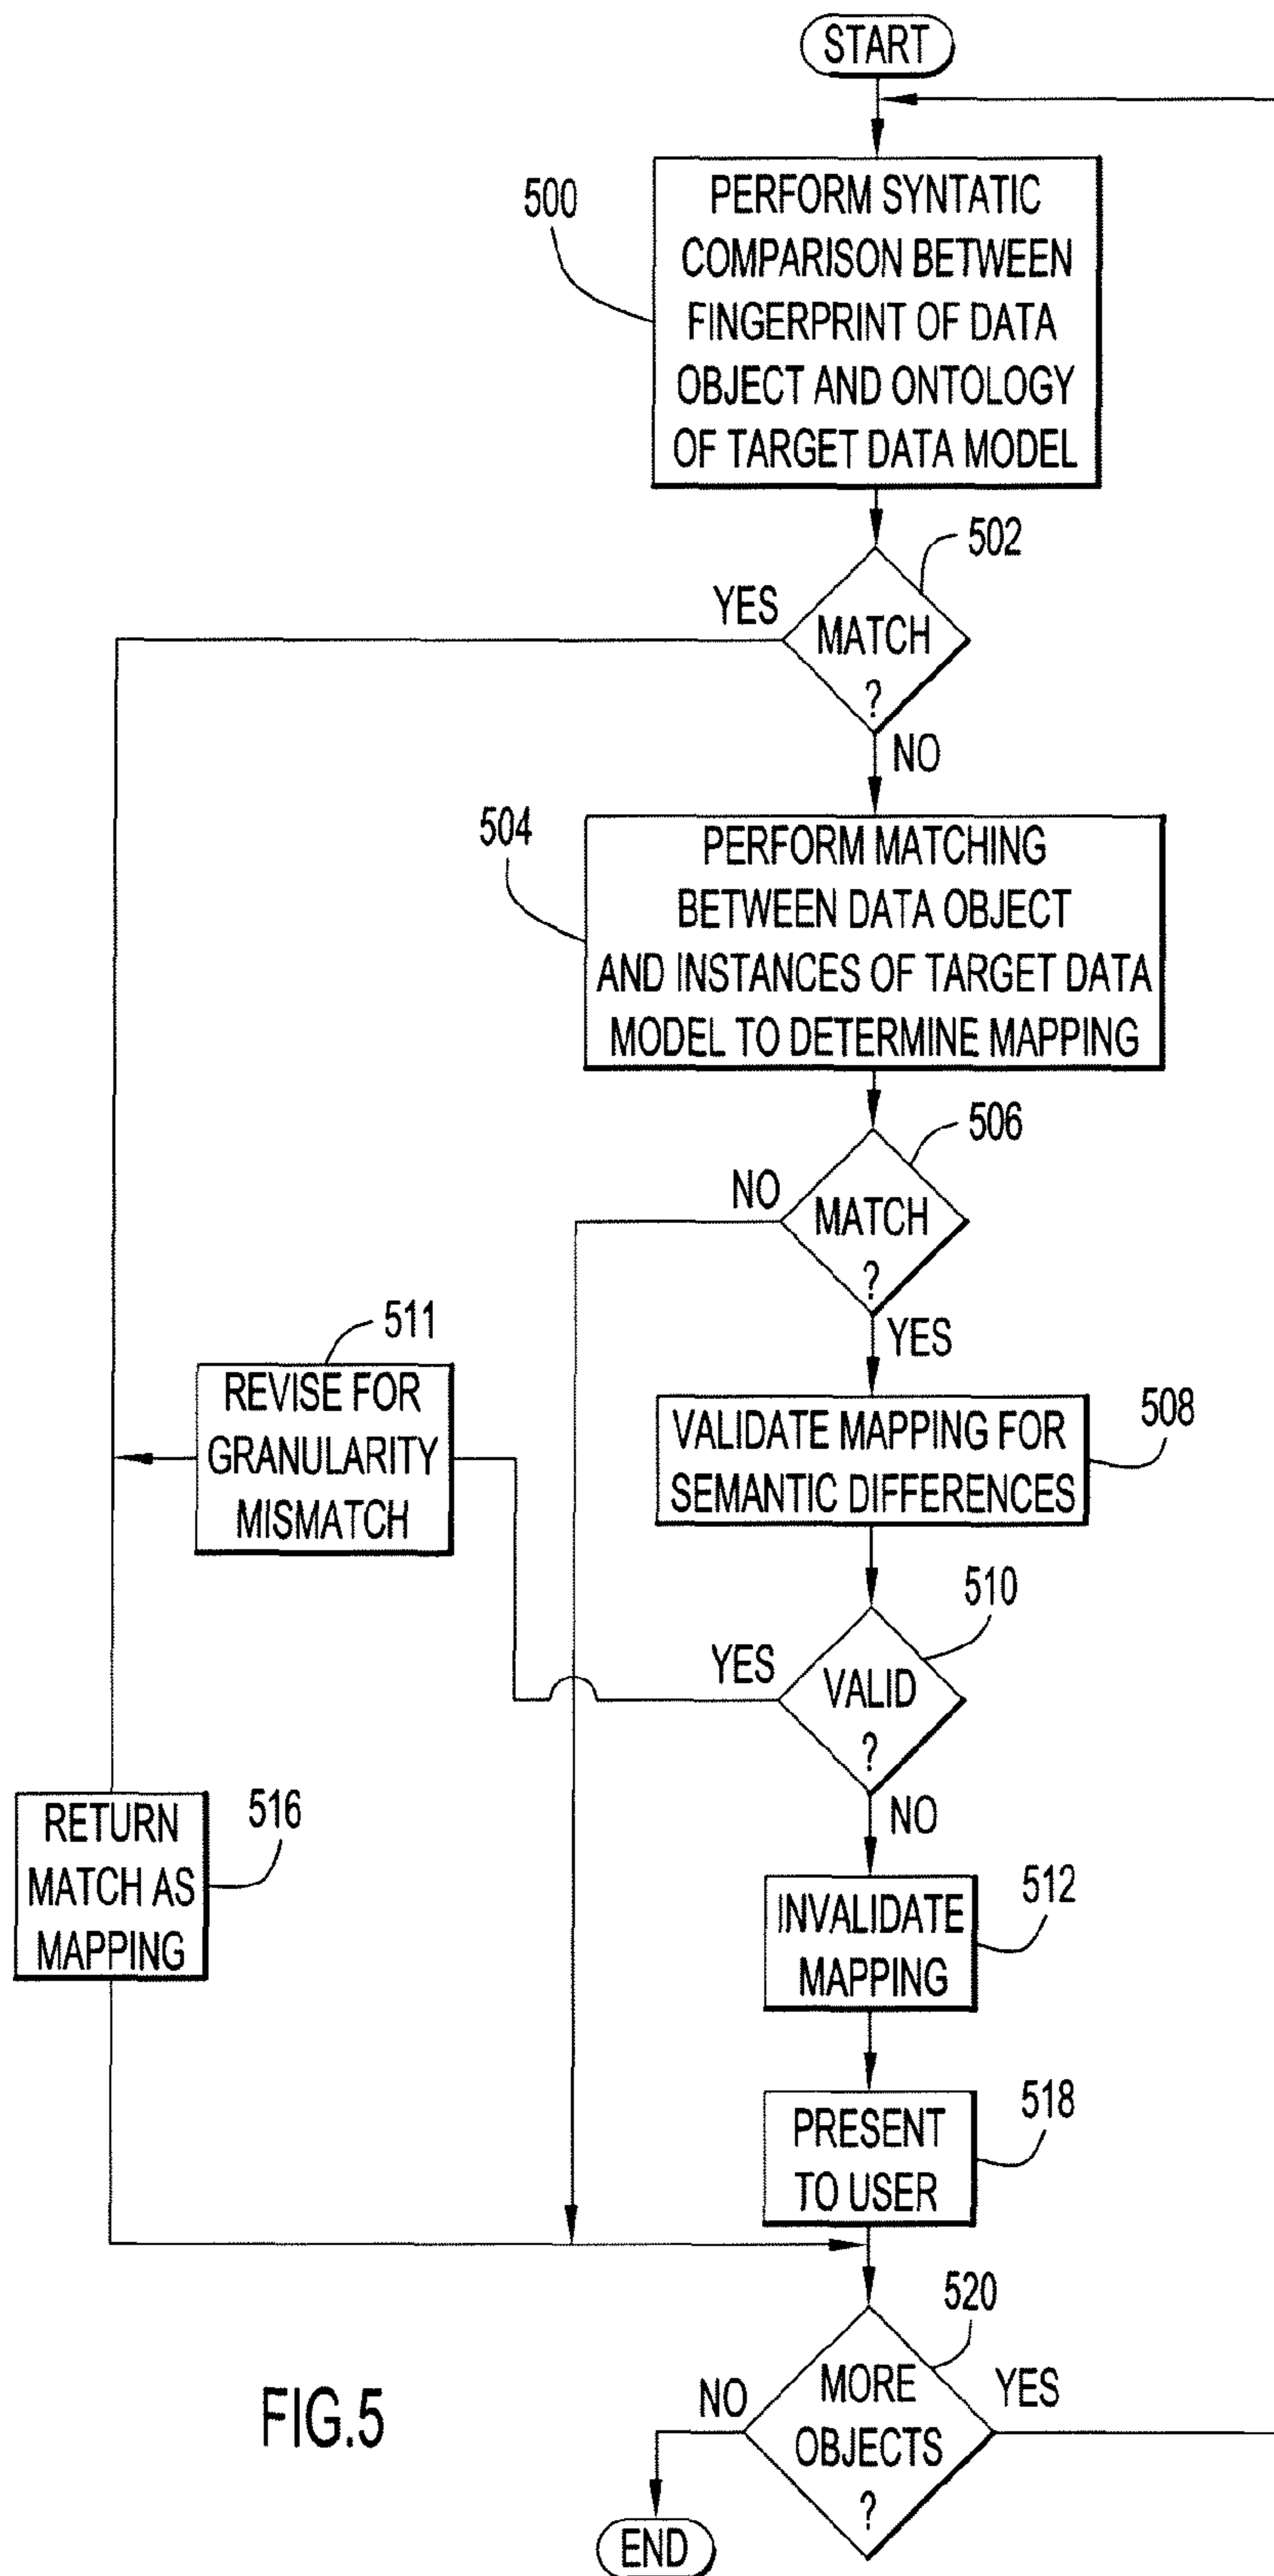 START
500
PERFORM SYNTATIC
COMPARISON BETWEEN
FINGERPRINT OF DATA
OBJECT AND ONTOLOGY
OF TARGET DATA MODEL
502
YES
MATCH
?
NO
504
PERFORM MATCHING
BETWEEN DATA OBJECT
AND INSTANCES OF TARGET DATA
MODEL TO DETERMINE MAPPING
506
NO
MATCH
?
YES
511
REVISE FOR
GRANULARITY
MISMATCH
508
VALIDATE MAPPING FOR
SEMANTIC DIFFERENCES
510
YES
VALID
?
NO
516
RETURN
MATCH AS
MAPPING
512
INVALIDATE
MAPPING
518
PRESENT
TO USER
520
NO
MORE
OBJECTS
?
YES
FIG.5
END